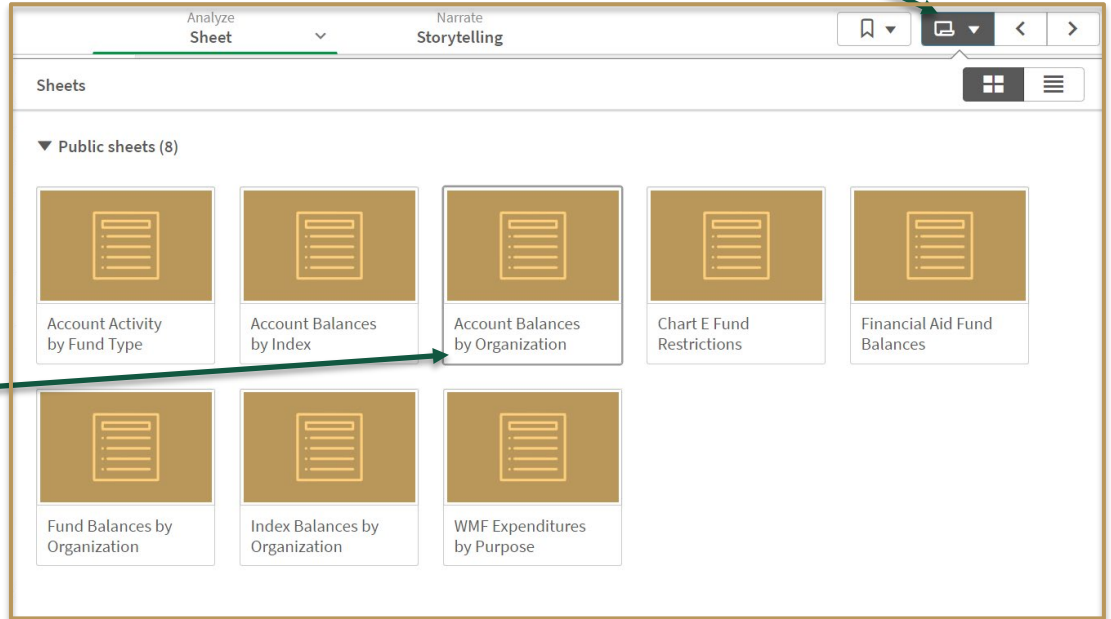 Analyze
Sheet
Narrate
Storytelling
Sheets
Public sheets (8)
Account Activity
by Fund Type
Account Balances
by Index
Account Balances
by Organization
Chart E Fund
Restrictions
Financial Aid Fund
Balances
Fund Balances by
Organization
Index Balances by
Organization
WMF Expenditures
by Purpose